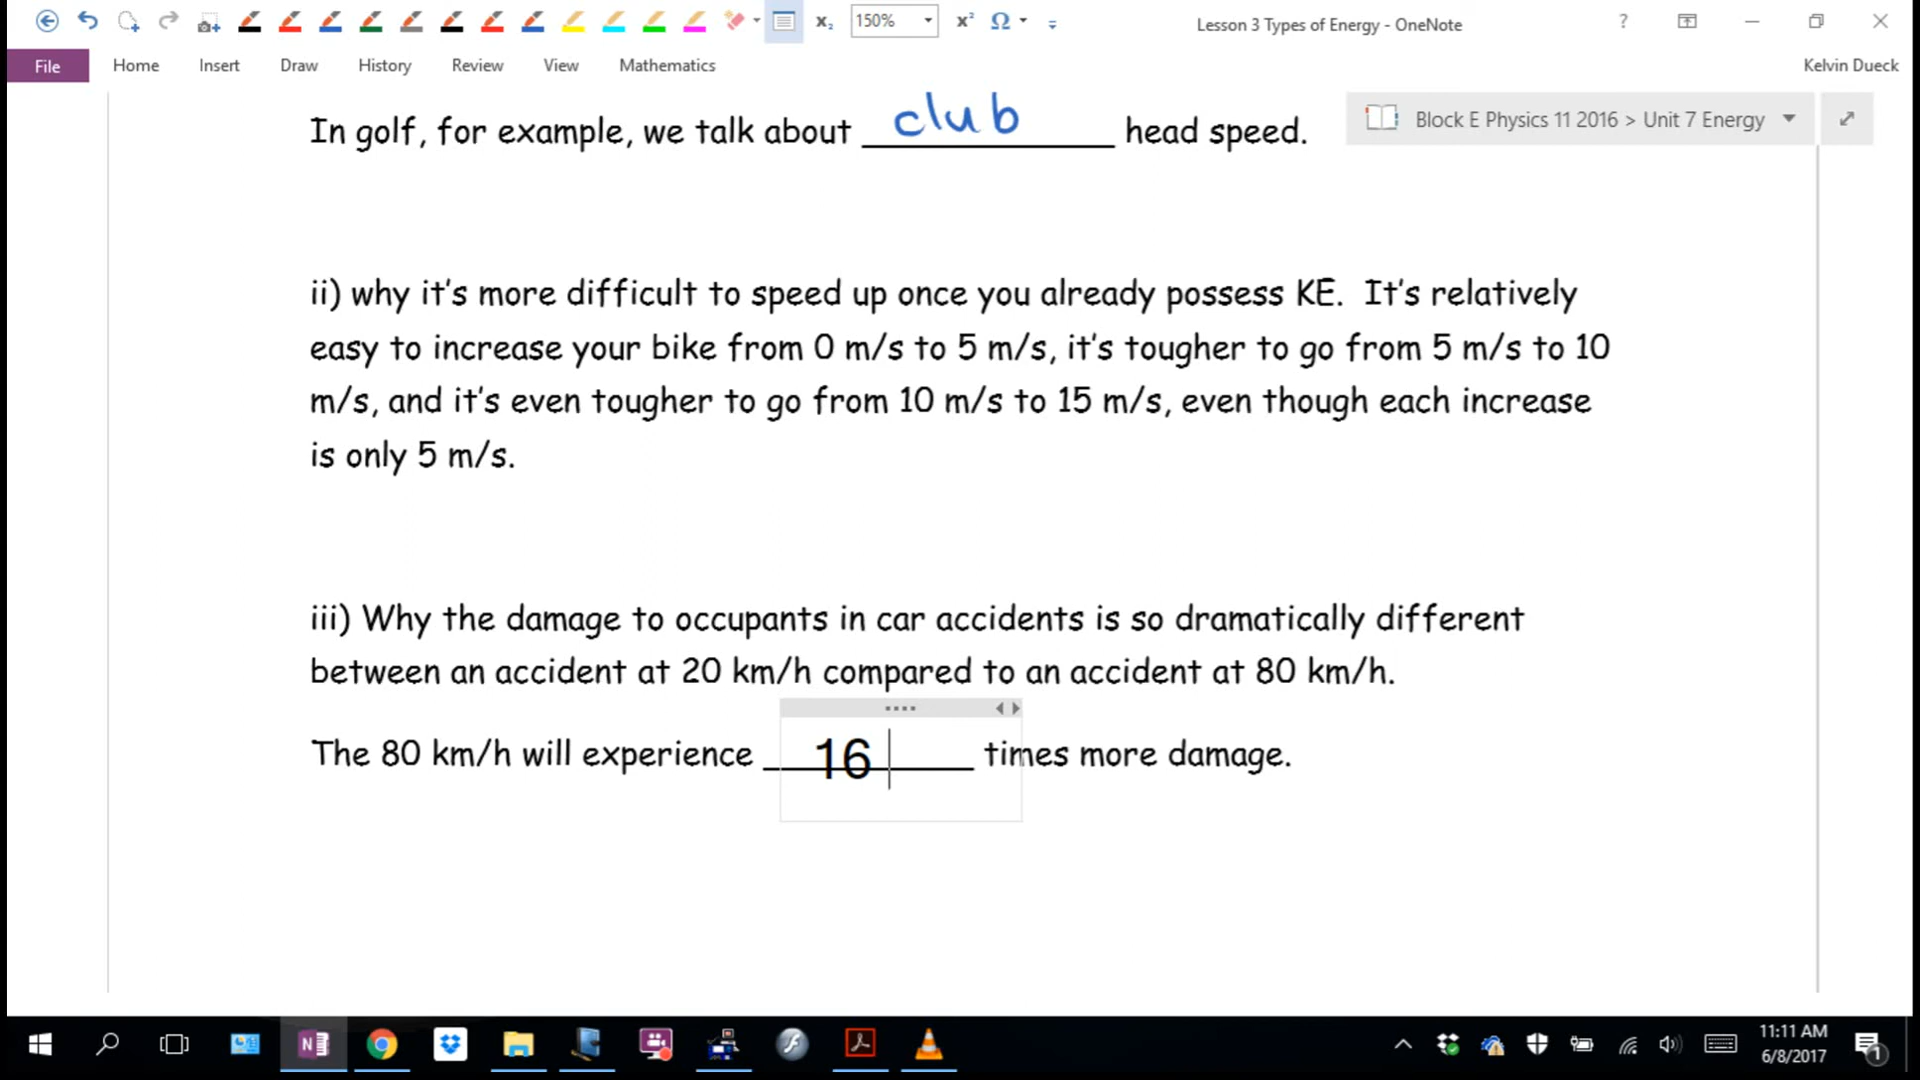 150%
Lesson 3 Types of Energy - OneNote
File Home Insert Draw History Review View Mathematics Kelvin Dueck
In golf, for example, we talk about club head speed.
Block E Physics 11 2016 > Unit 7 Energy
ii) why it's more difficult to speed up once you already possess KE. It's relatively
easy to increase your bike from 0 m/s to 5 m/s, it's tougher to go from 5 m/s to 10
m/s, and it's even tougher to go from 10 m/s to 15 m/s, even though each increase
is only 5 m/s.
iii) Why the damage to occupants in car accidents is so dramatically different
between an accident at 20 km/h compared to an accident at 80 km/h.
The 80 km/h will experience 16 times more damage.
11:11 AM
6/8/2017